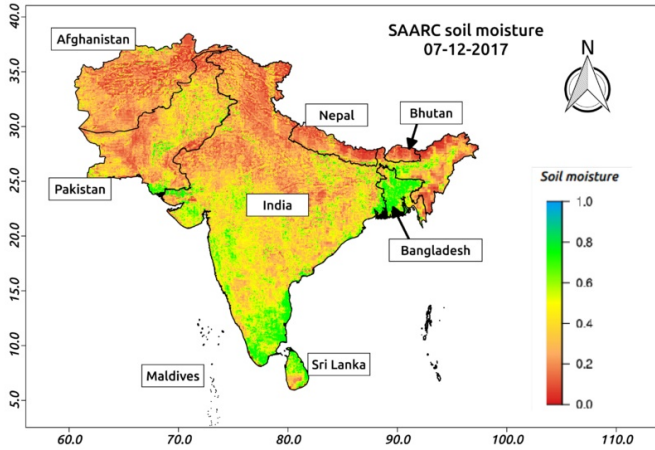 SAARC soil moisture
07-12-2017
N
Afghanistan
Nepal
Bhutan
Pakistan
India
Bangladesh
Sri Lanka
Maldives
Soil moisture
1.0
0.8
0.6
0.4
0.2
0.0
40.0
35.0
30.0
25.0
20.0
15.0
10.0
5.0
60.0 70.0 80.0 90.0 100.0 110.0